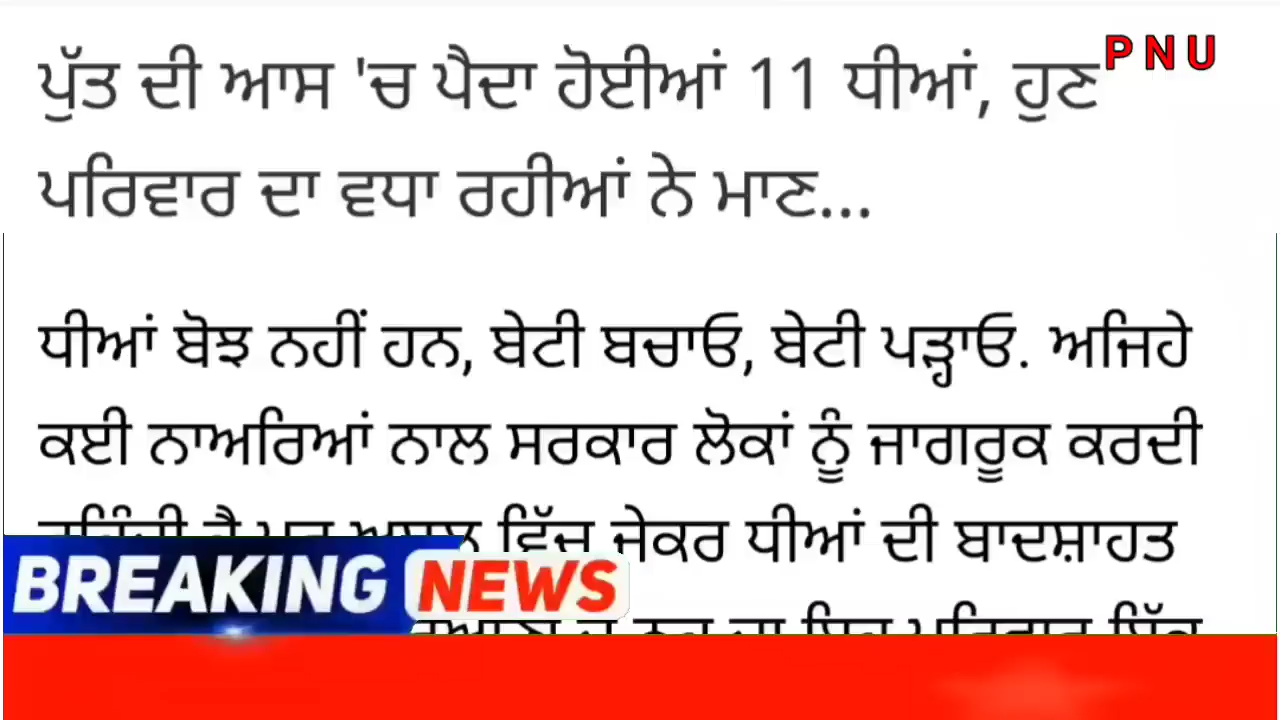 PNU
ਪੁੱਤ ਦੀ ਆਸ 'ਚ ਪੈਦਾ ਹੋਈਆਂ 11 ਧੀਆਂ, ਹੁਣ
ਪਰਿਵਾਰ ਦਾ ਵਧਾ ਰਹੀਆਂ ਨੇ ਮਾਣ...
ਧੀਆਂ ਬੋਝ ਨਹੀਂ ਹਨ, ਬੇਟੀ ਬਚਾਓ, ਬੇਟੀ ਪੜ੍ਹਾਓ. ਅਜਿਹੇ
ਕਈ ਨਾਅਰਿਆਂ ਨਾਲ ਸਰਕਾਰ ਲੋਕਾਂ ਨੂੰ ਜਾਗਰੂਕ ਕਰਦੀ
ਵਿੱਚ ਜੇਕਰ ਧੀਆਂ ਦੀ ਬਾਦਸ਼ਾਹਤ
BREAKING NEWS